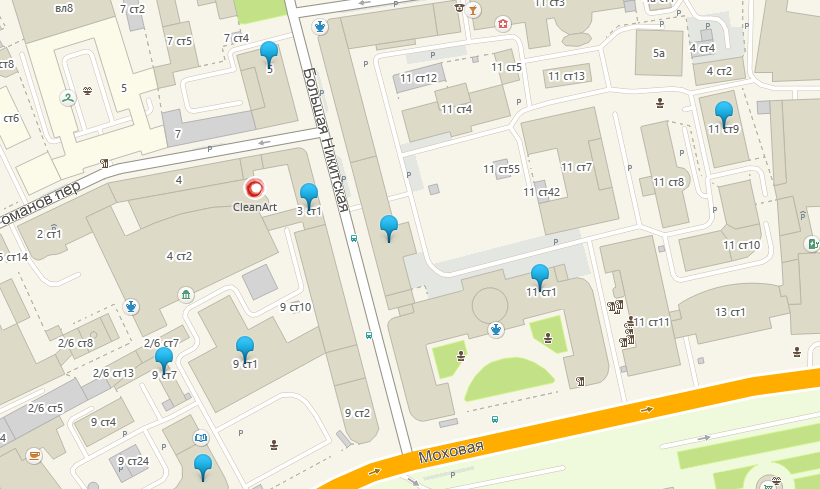 вл8
7 ст2
11 ст3
7 ст5
7 ст4
5
5а
4 ст4
ст8
11 ст12
11 ст5
11 ст13
4 ст2
5
ст6
Большая Никитская
11 ст4
7
11 ст9
11 ст55
11 ст7
4
11 ст8
11 ст42
оманов пер
CleanArt
3 ст1
2 ст1
11 ст10
4 ст2
6 ст14
11 ст1
9 ст10
13 ст1
11 ст11
2/6 ст8
2/6 ст7
9 ст1
2/6 ст13
9 ст7
2/6 ст5
9 ст2
9 ст4
4
Моховая
9 ст24